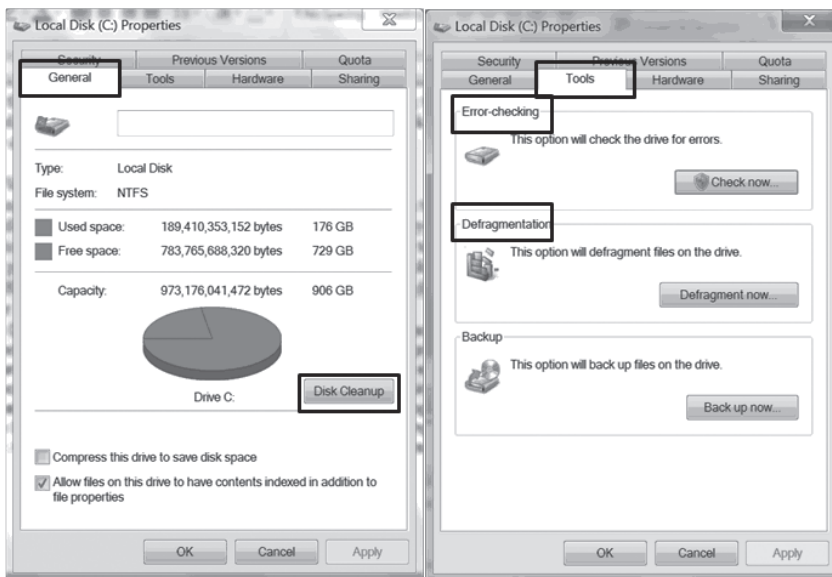 Local Disk (C:) Properties
Security Previous Versions Quota
General Tools Hardware Sharing
Type: Local Disk
File system: NTFS
Used space: 189,410,353,152 bytes 176 GB
Free space: 783,765,688,320 bytes 729 GB
Capacity: 973,176,041,472 bytes 906 GB
Drive C:
Disk Cleanup
Compress this drive to save disk space
Allow files on this drive to have contents indexed in addition to
file properties
OK Cancel Apply
Local Disk (C:) Properties
Security Previous Versions Quota
General Tools Hardware Sharing
Error-checking
This option will check the drive for errors.
Check now...
Defragmentation
This option will defragment files on the drive.
Defragment now...
Backup
This option will back up files on the drive.
Back up now...
OK Cancel Apply